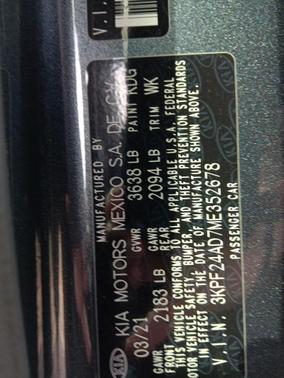 MANUFACTURED BY
KIA MOTORS MEXICO S.A. DE C.V.
03/21 GVWR 3638 LB PAINT KDG
GAWR FRONT 2183 LB GAWR REAR 2094 LB TRIM WK
THIS VEHICLE CONFORMS TO ALL APPLICABLE U.S.A. FEDERAL
MOTOR VEHICLE SAFETY, BUMPER, AND THEFT PREVENTION STANDARDS
IN EFFECT ON THE DATE OF MANUFACTURE SHOWN ABOVE.
V.I.N. 3KPF24AD7ME352678
PASSENGER CAR
V.I.N
KIA